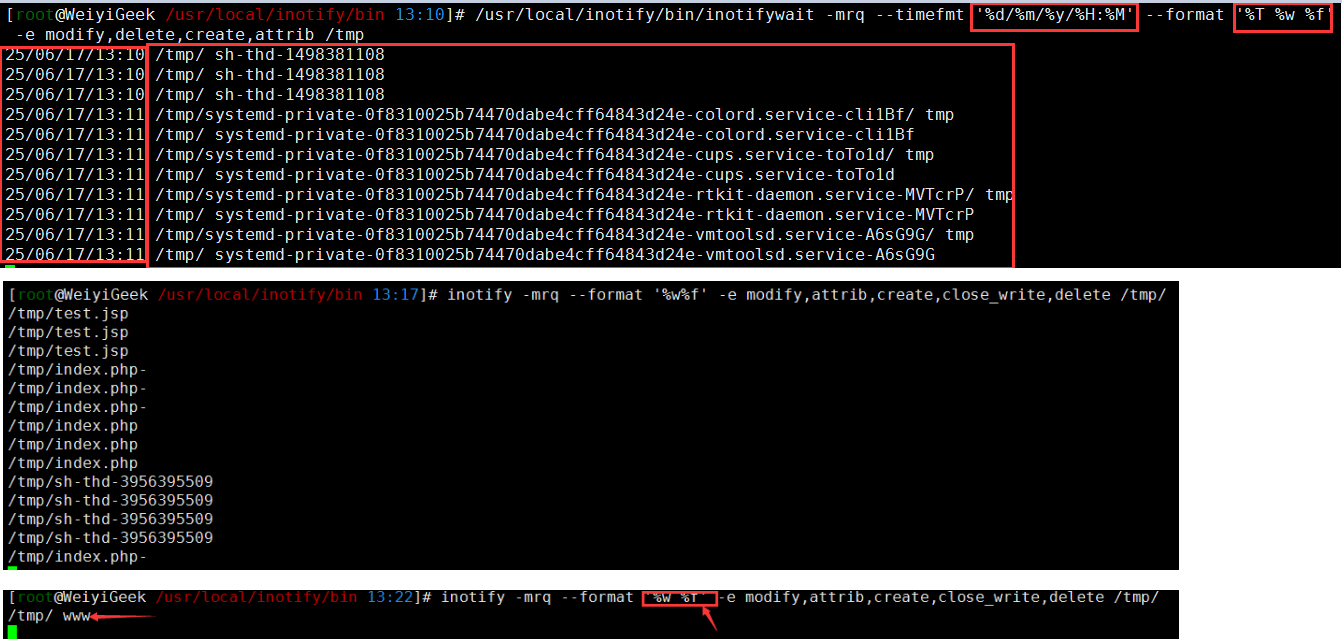 [root@WeiyiGeek /usr/local/inotify/bin 13:10]# /usr/local/inotify/bin/inotifywait -mrq --timefmt '%d/%m/%y/%H:%M' --format '%T %w %f'
-e modify,delete,create,attrib /tmp
25/06/17/13:10 /tmp/ sh-thd-1498381108
25/06/17/13:10 /tmp/ sh-thd-1498381108
25/06/17/13:10 /tmp/ sh-thd-1498381108
25/06/17/13:11 /tmp/systemd-private-0f8310025b74470dabe4cff64843d24e-colord.service-cli1Bf/ tmp
25/06/17/13:11 /tmp/ systemd-private-0f8310025b74470dabe4cff64843d24e-colord.service-cli1Bf
25/06/17/13:11 /tmp/systemd-private-0f8310025b74470dabe4cff64843d24e-cups.service-toTo1d/ tmp
25/06/17/13:11 /tmp/ systemd-private-0f8310025b74470dabe4cff64843d24e-cups.service-toTo1d
25/06/17/13:11 /tmp/systemd-private-0f8310025b74470dabe4cff64843d24e-rtkit-daemon.service-MVTcrP/ tmp
25/06/17/13:11 /tmp/ systemd-private-0f8310025b74470dabe4cff64843d24e-rtkit-daemon.service-MVTcrP
25/06/17/13:11 /tmp/systemd-private-0f8310025b74470dabe4cff64843d24e-vmtoolsd.service-A6sG9G/ tmp
25/06/17/13:11 /tmp/ systemd-private-0f8310025b74470dabe4cff64843d24e-vmtoolsd.service-A6sG9G
[root@WeiyiGeek /usr/local/inotify/bin 13:17]# inotify -mrq --format '%w%f' -e modify,attrib,create,close_write,delete /tmp/
/tmp/test.jsp
/tmp/test.jsp
/tmp/test.jsp
/tmp/index.php-
/tmp/index.php-
/tmp/index.php-
/tmp/index.php
/tmp/index.php
/tmp/index.php
/tmp/sh-thd-3956395509
/tmp/sh-thd-3956395509
/tmp/sh-thd-3956395509
/tmp/sh-thd-3956395509
/tmp/index.php-
[root@WeiyiGeek /usr/local/inotify/bin 13:22]# inotify -mrq --format '%w %f' -e modify,attrib,create,close_write,delete /tmp/
/tmp/ www